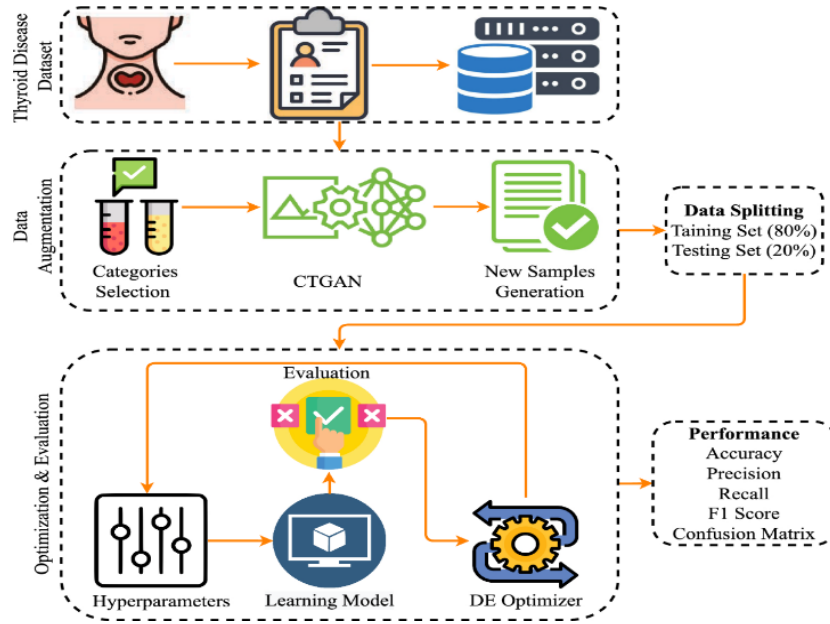 Thyroid Disease
Dataset
Data
Augmentation
Categories
Selection
CTGAN
New Samples
Generation
Data Splitting
Taining Set (80%)
Testing Set (20%)
Optimization & Evaluation
Evaluation
Hyperparameters
Learning Model
DE Optimizer
Performance
Accuracy
Precision
Recall
F1 Score
Confusion Matrix